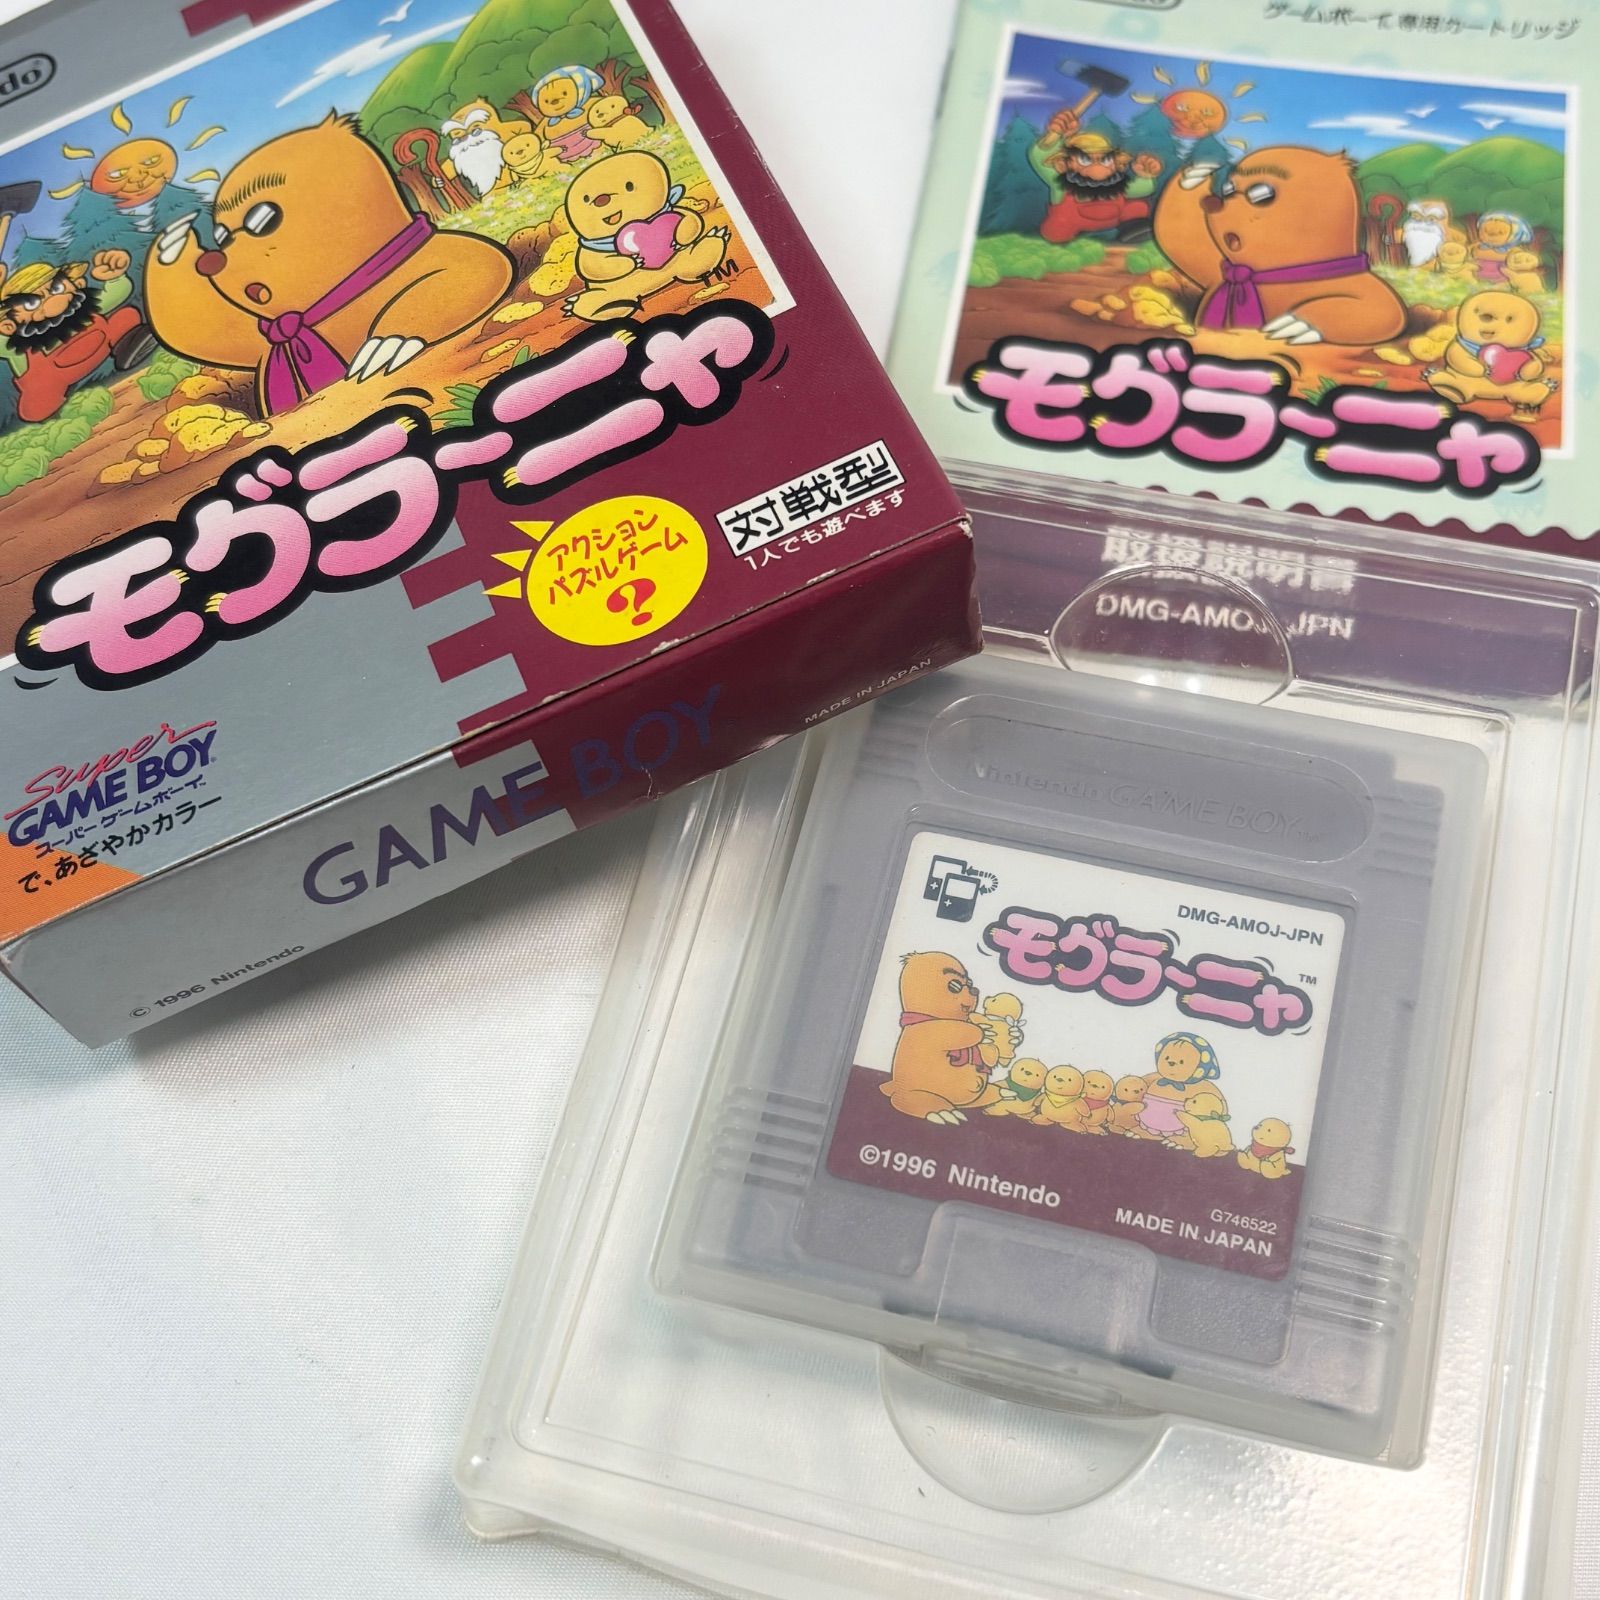 モグラーニャ
TM
アクション
パズルゲーム
?
対戦型
1人でも遊べます
Super
GAME BOY
スーパーゲームボーイ
で、あざやかカラー
GAME BOY
MADE IN JAPAN
© 1996 Nintendo
ゲームボーイ専用カートリッジ
モグラーニャ
TM
取扱説明書
DMG-AMOJ-JPN
Nintendo GAME BOY TM
DMG-AMOJ-JPN
モグラーニャ
TM
©1996 Nintendo
G746522
MADE IN JAPAN